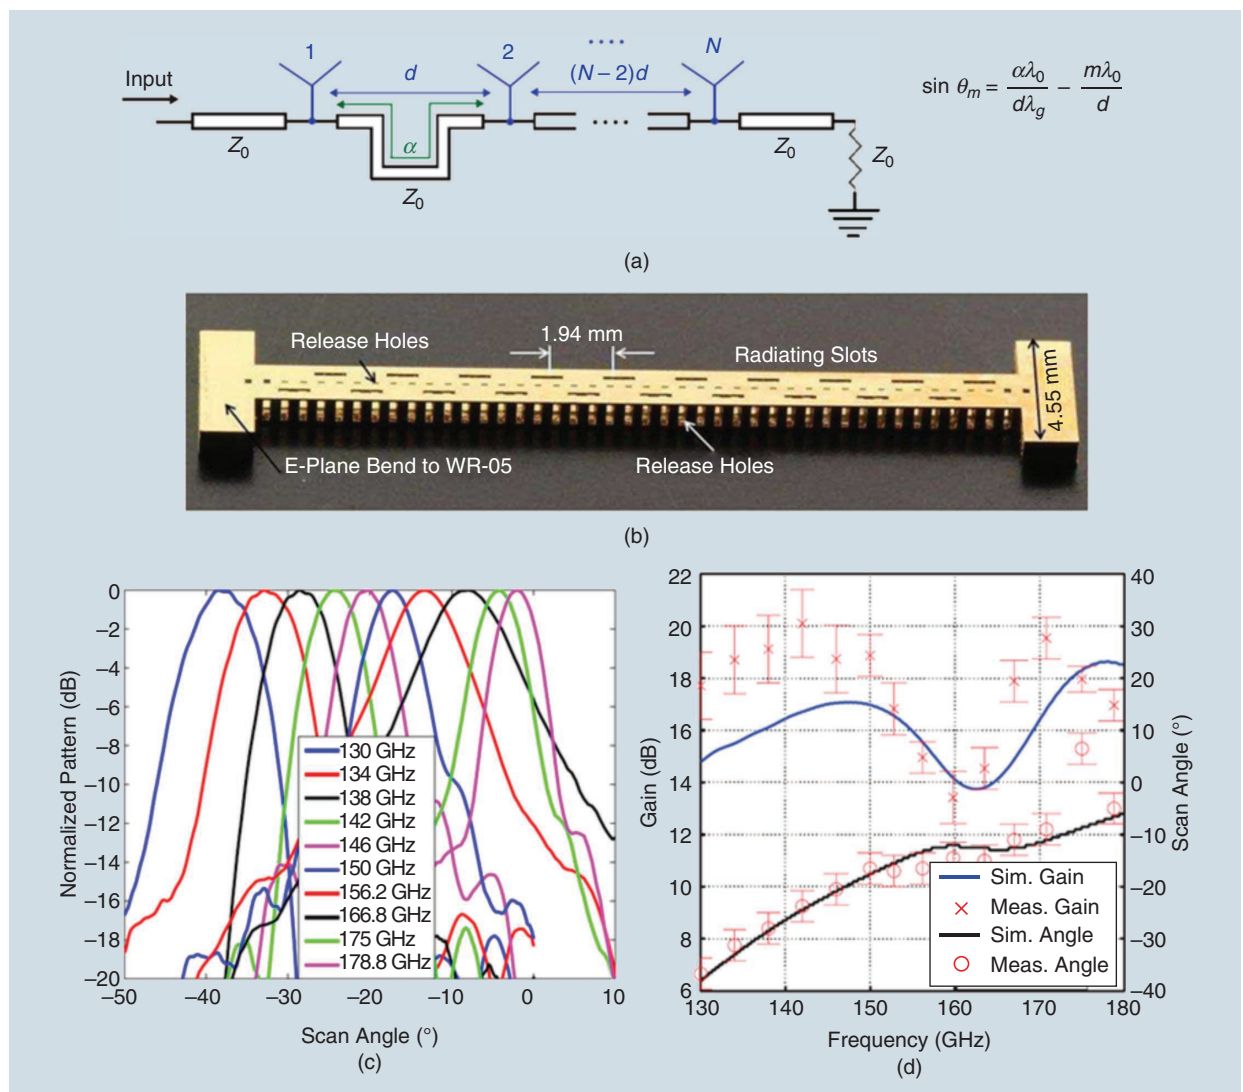 1
d
2
....
(N – 2)d
N
Input
Z0
α
Z0
....
Z0
Z0
sin θm = αλ0/dλg – mλ0/d
(a)
Release Holes
1.94 mm
Radiating Slots
4.55 mm
E-Plane Bend to WR-05
Release Holes
(b)
Normalized Pattern (dB)
0
–2
–4
–6
–8
–10
–12
–14
–16
–18
–20
–50
–40
–30
–20
–10
0
10
130 GHz
134 GHz
138 GHz
142 GHz
146 GHz
150 GHz
156.2 GHz
166.8 GHz
175 GHz
178.8 GHz
Scan Angle (°)
(c)
Gain (dB)
22
20
18
16
14
12
10
8
6
130
140
150
160
170
180
40
30
20
10
0
–10
–20
–30
–40
Scan Angle (°)
Sim. Gain
Meas. Gain
Sim. Angle
Meas. Angle
Frequency (GHz)
(d)